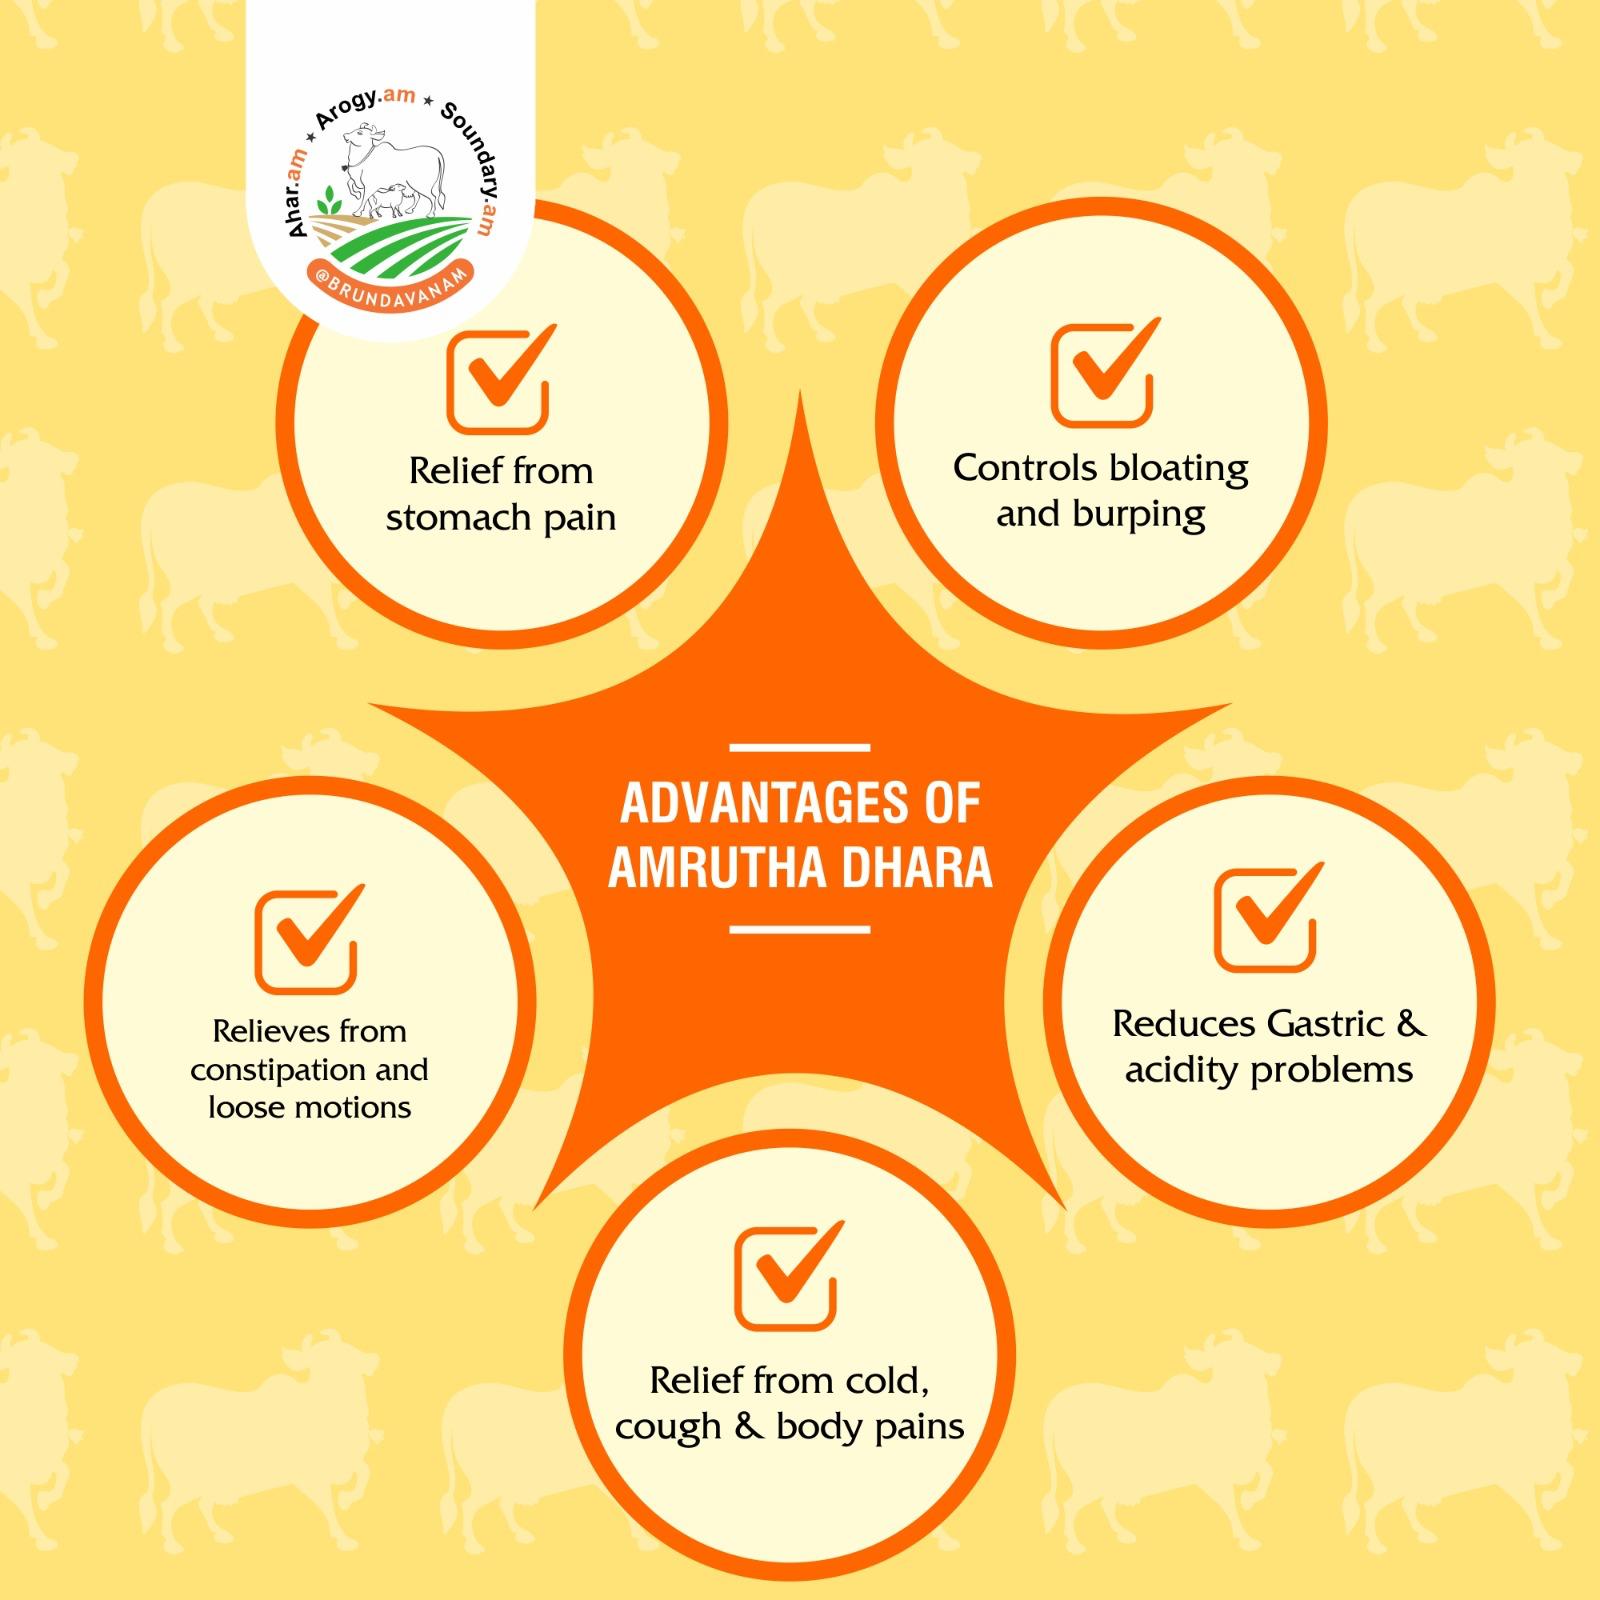 Ahar.am ★ Arogy.am ★ Soundary.am
@BRUNDAVANAM
Relief from
stomach pain
Controls bloating
and burping
ADVANTAGES OF
AMRUTHA DHARA
Relieves from
constipation and
loose motions
Reduces Gastric &
acidity problems
Relief from cold,
cough & body pains